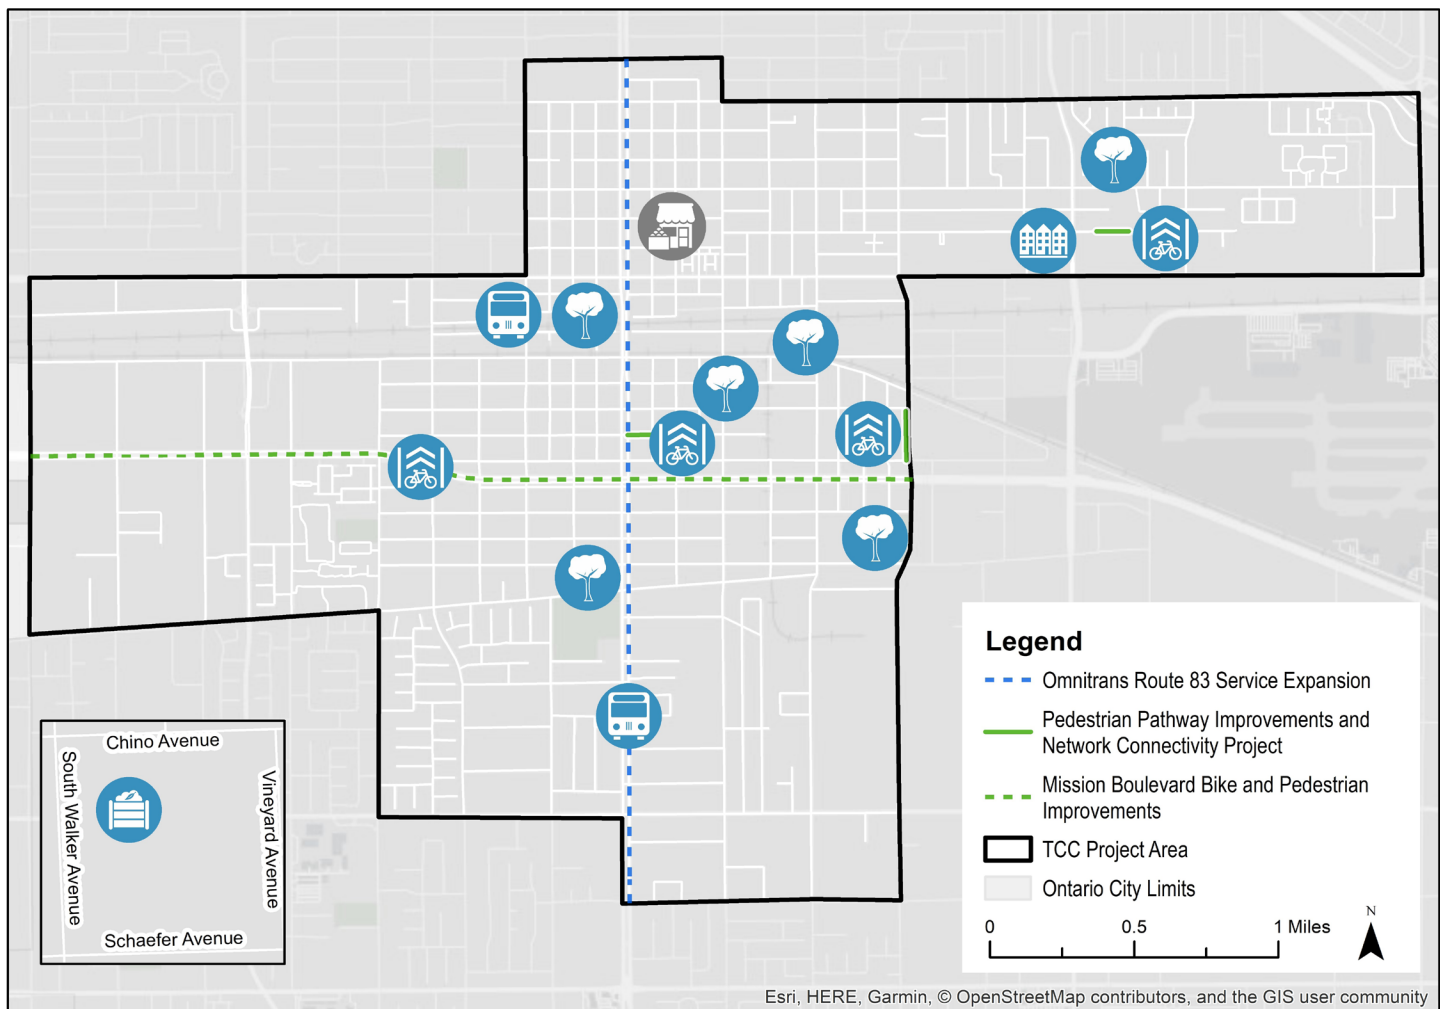 Legend
Omnitrans Route 83 Service Expansion
Pedestrian Pathway Improvements and
Network Connectivity Project
Mission Boulevard Bike and Pedestrian
Improvements
TCC Project Area
Ontario City Limits
0
0.5
1 Miles
N
Chino Avenue
South Walker Avenue
Vineyard Avenue
Schaefer Avenue
Esri, HERE, Garmin, © OpenStreetMap contributors, and the GIS user community